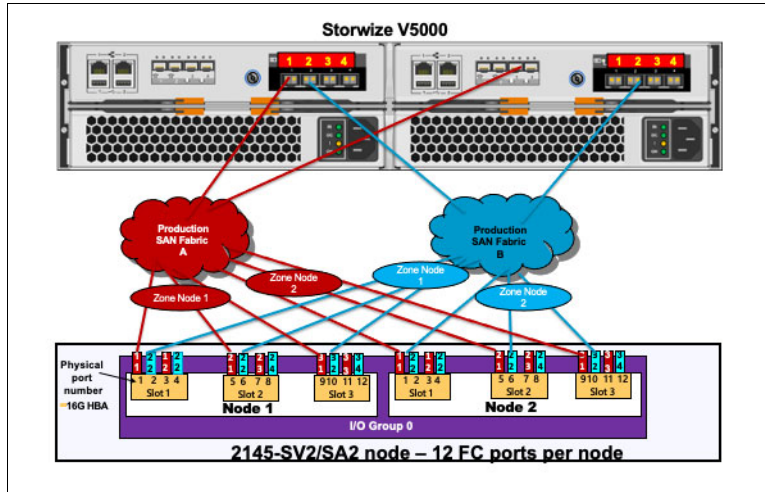 Storwize V5000
1 2 3 4
1 2 3 4
Production
SAN Fabric
A
Production
SAN Fabric
B
Zone Node 1
Zone Node
2
Zone Node
1
Zone Node
2
Physical
port
number
16G HBA
1 2 3 4
Slot 1
5 6 7 8
Slot 2
9 10 11 12
Slot 3
1 2 3 4
Slot 1
5 6 7 8
Slot 2
9 10 11 12
Slot 3
Node 1
Node 2
I/O Group 0
2145-SV2/SA2 node – 12 FC ports per node